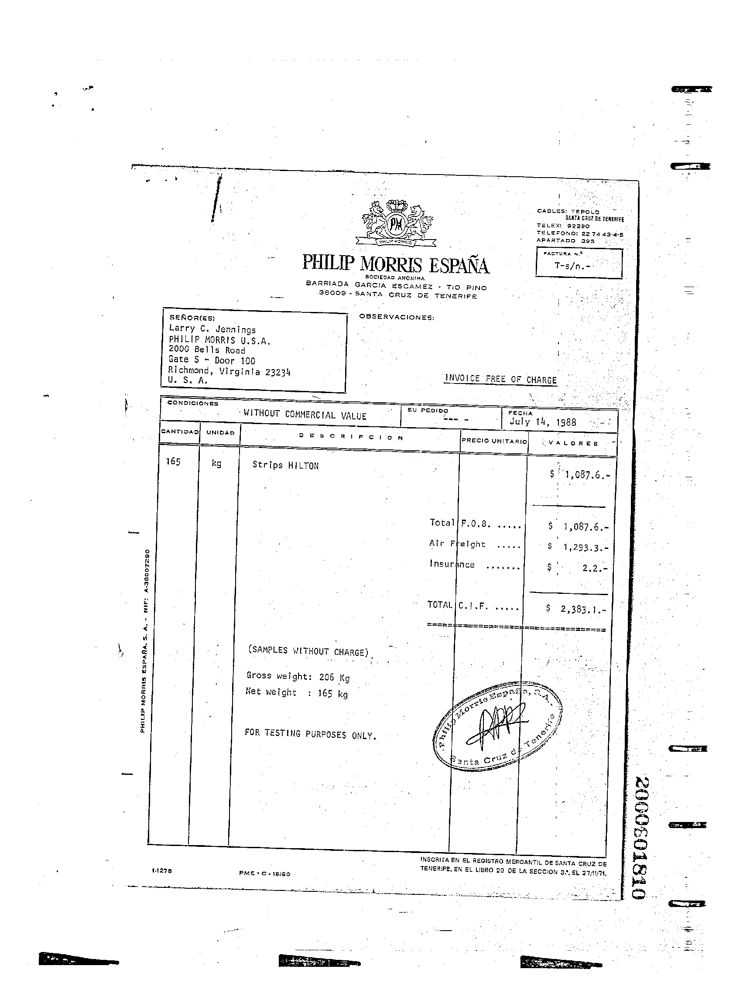 CABLES: TEPOLO
SANTA CRUZ DE TENERIFE
TELEX: 92290
TELEFONO: 22 74 43-4-5
APARTADO 395
FACTURA N.º
T-s/n.-
PM
PHILIP MORRIS
PHILIP MORRIS ESPAÑA
SOCIEDAD ANONIMA
BARRIADA GARCIA ESCAMEZ - TIO PINO
38009 - SANTA CRUZ DE TENERIFE
SEÑOR(ES)
Larry C. Jennings
PHILIP MORRIS U.S.A.
2000 Bells Road
Gate 5 - Door 100
Richmond, Virginia 23234
U. S. A.
OBSERVACIONES:
INVOICE FREE OF CHARGE
CONDICIONES
WITHOUT COMMERCIAL VALUE
SU PEDIDO
--- -
FECHA
July 14, 1988
CANTIDAD UNIDAD DESCRIPCION PRECIO UNITARIO VALORES
165 kg Strips HILTON $ 1,087.6.-
Total F.O.B. ..... $ 1,087.6.-
Air Freight ..... $ 1,293.3.-
Insurance ....... $ 2.2.-
TOTAL C.I.F. ..... $ 2,383.1.-
(SAMPLES WITHOUT CHARGE)
Gross weight: 206 Kg
Net weight : 165 kg
FOR TESTING PURPOSES ONLY.
Philip Morris España, S.A.
Santa Cruz de Tenerife
PHILIP MORRIS ESPAÑA, S. A. - NIF: A-38007290
2000601810
INSCRITA EN EL REGISTRO MERCANTIL DE SANTA CRUZ DE
TENERIFE, EN EL LIBRO 20 DE LA SECCION 3.ª, EL 27/1/71.
1-1278
PME - C - 19/80